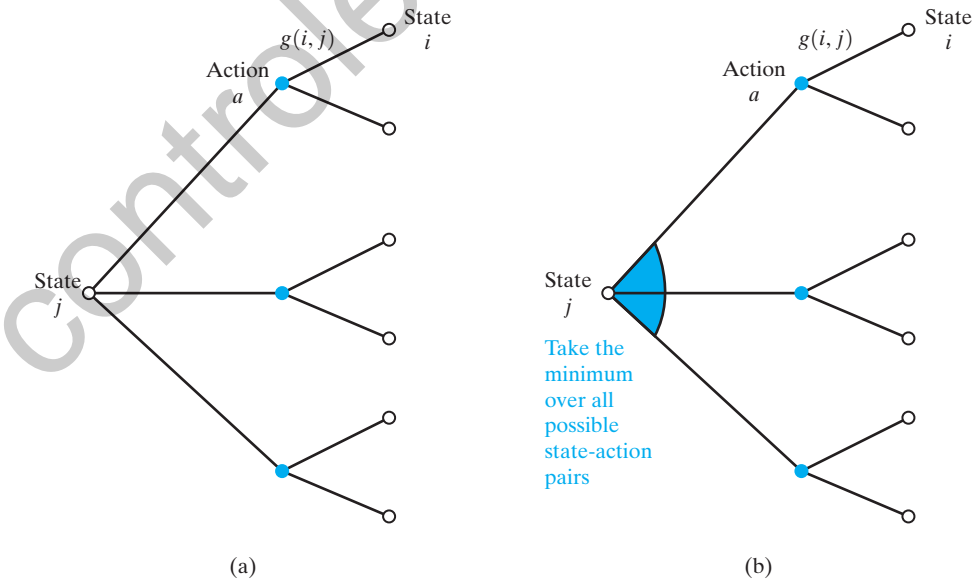 controle
State
i
g(i, j)
Action
a
State
j
(a)
State
i
g(i, j)
Action
a
State
j
Take the
minimum
over all
possible
state-action
pairs
(b)